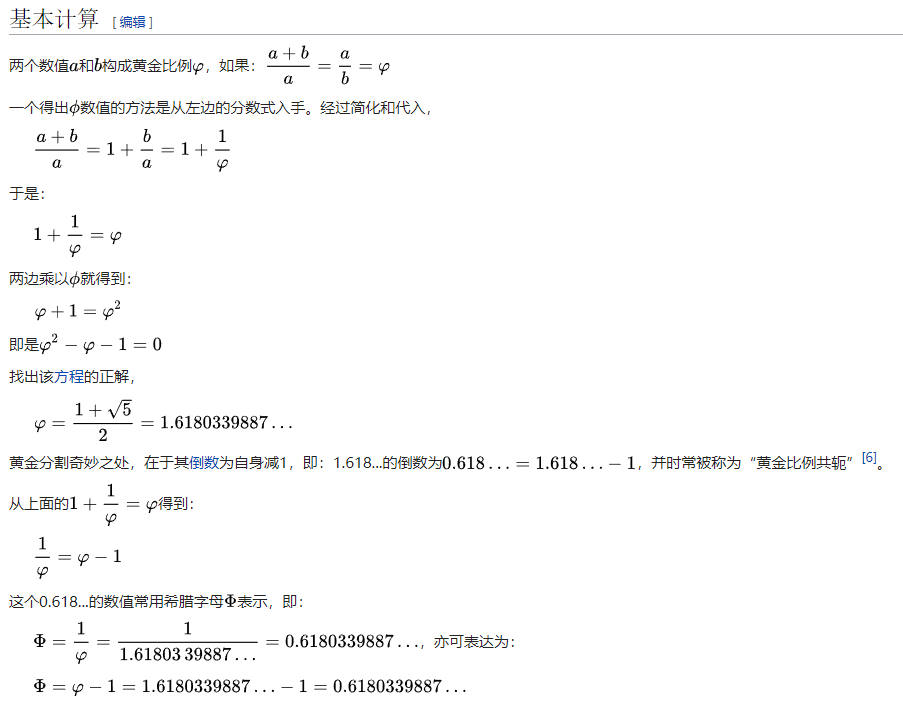 基本计算 [编辑]
两个数值a和b构成黄金比例φ，如果：$\frac{a+b}{a} = \frac{a}{b} = \varphi$
一个得出$\phi$数值的方法是从左边的分数式入手。经过简化和代入，
$\frac{a+b}{a} = 1 + \frac{b}{a} = 1 + \frac{1}{\varphi}$
于是：
$1 + \frac{1}{\varphi} = \varphi$
两边乘以$\phi$就得到：
$\varphi + 1 = \varphi^2$
即是$\varphi^2 - \varphi - 1 = 0$
找出该方程的正解，
$\varphi = \frac{1+\sqrt{5}}{2} = 1.6180339887\ldots$
黄金分割奇妙之处，在于其倒数为自身减1，即：1.618...的倒数为$0.618\ldots = 1.618\ldots - 1$，并时常被称为“黄金比例共轭”[6]。
从上面的$1 + \frac{1}{\varphi} = \varphi$得到：
$\frac{1}{\varphi} = \varphi - 1$
这个0.618...的数值常用希腊字母$\Phi$表示，即：
$\Phi = \frac{1}{\varphi} = \frac{1}{1.61803\,39887\ldots} = 0.6180339887\ldots$，亦可表达为：
$\Phi = \varphi - 1 = 1.6180339887\ldots - 1 = 0.6180339887\ldots$